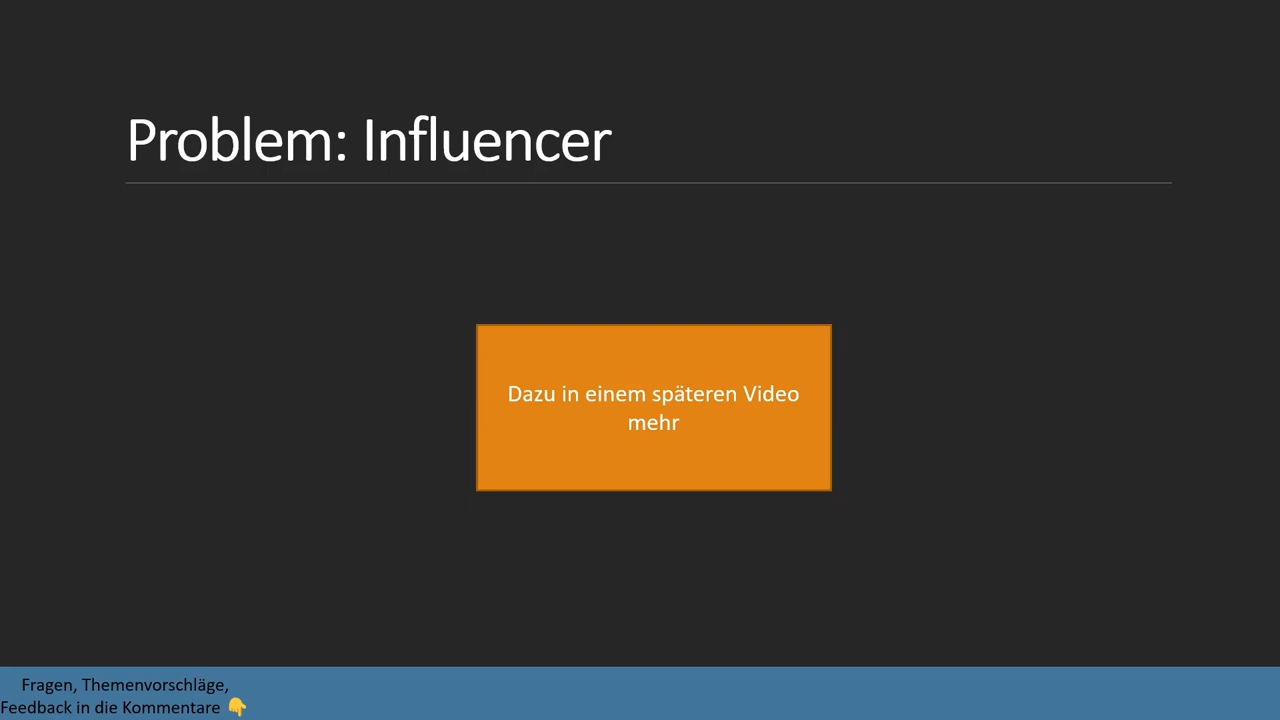 Problem: Influencer
Dazu in einem späteren Video
mehr
Fragen, Themenvorschläge,
Feedback in die Kommentare 👇